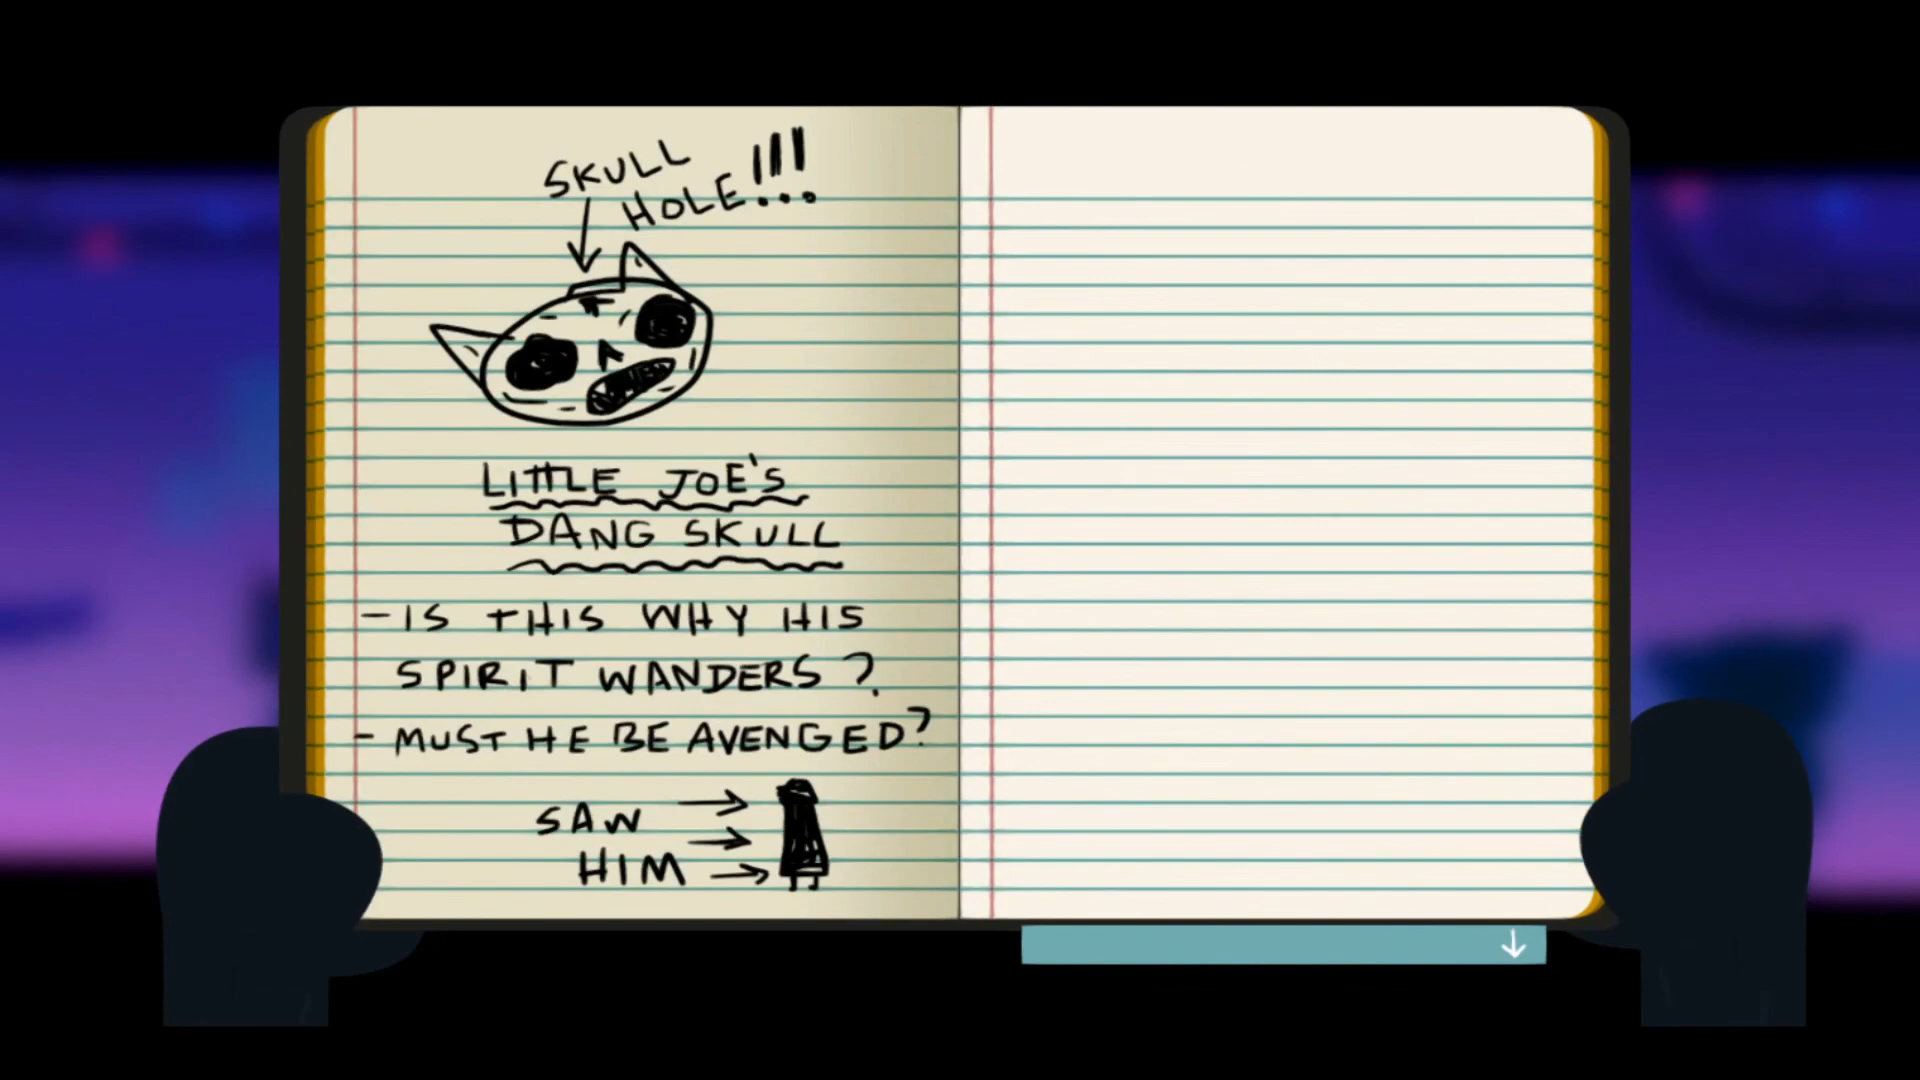 SKULL
HOLE!!!
LITTLE JOE'S
DANG SKULL
- IS THIS WHY HIS
SPIRIT WANDERS?
- MUST HE BE AVENGED?
SAW
HIM